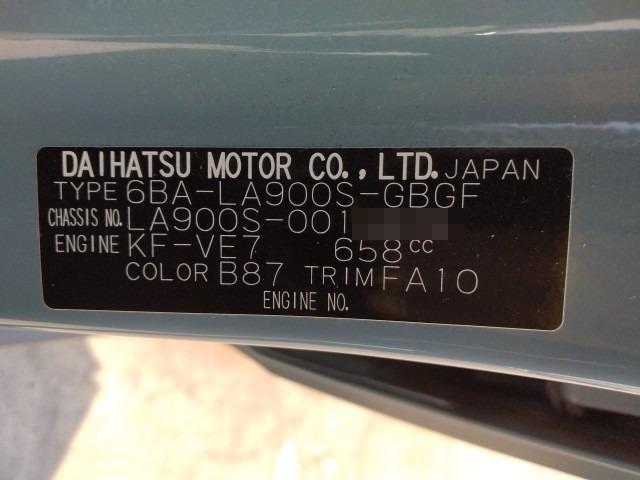 DAIHATSU MOTOR CO., LTD. JAPAN
TYPE 6BA-LA900S-GBGF
CHASSIS NO. LA900S-001
ENGINE KF-VE7 658cc
COLOR B87 TRIM FA10
ENGINE NO.